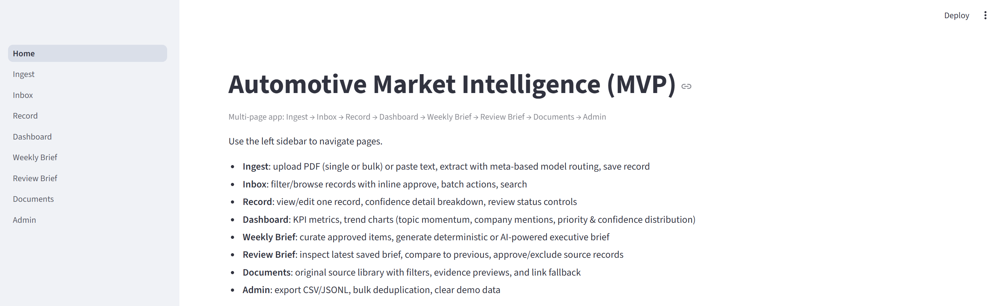 Deploy
Home
Ingest
Inbox
Record
Dashboard
Weekly Brief
Review Brief
Documents
Admin
Automotive Market Intelligence (MVP)
Multi-page app: Ingest → Inbox → Record → Dashboard → Weekly Brief → Review Brief → Documents → Admin
Use the left sidebar to navigate pages.
• Ingest: upload PDF (single or bulk) or paste text, extract with meta-based model routing, save record
• Inbox: filter/browse records with inline approve, batch actions, search
• Record: view/edit one record, confidence detail breakdown, review status controls
• Dashboard: KPI metrics, trend charts (topic momentum, company mentions, priority & confidence distribution)
• Weekly Brief: curate approved items, generate deterministic or AI-powered executive brief
• Review Brief: inspect latest saved brief, compare to previous, approve/exclude source records
• Documents: original source library with filters, evidence previews, and link fallback
• Admin: export CSV/JSONL, bulk deduplication, clear demo data